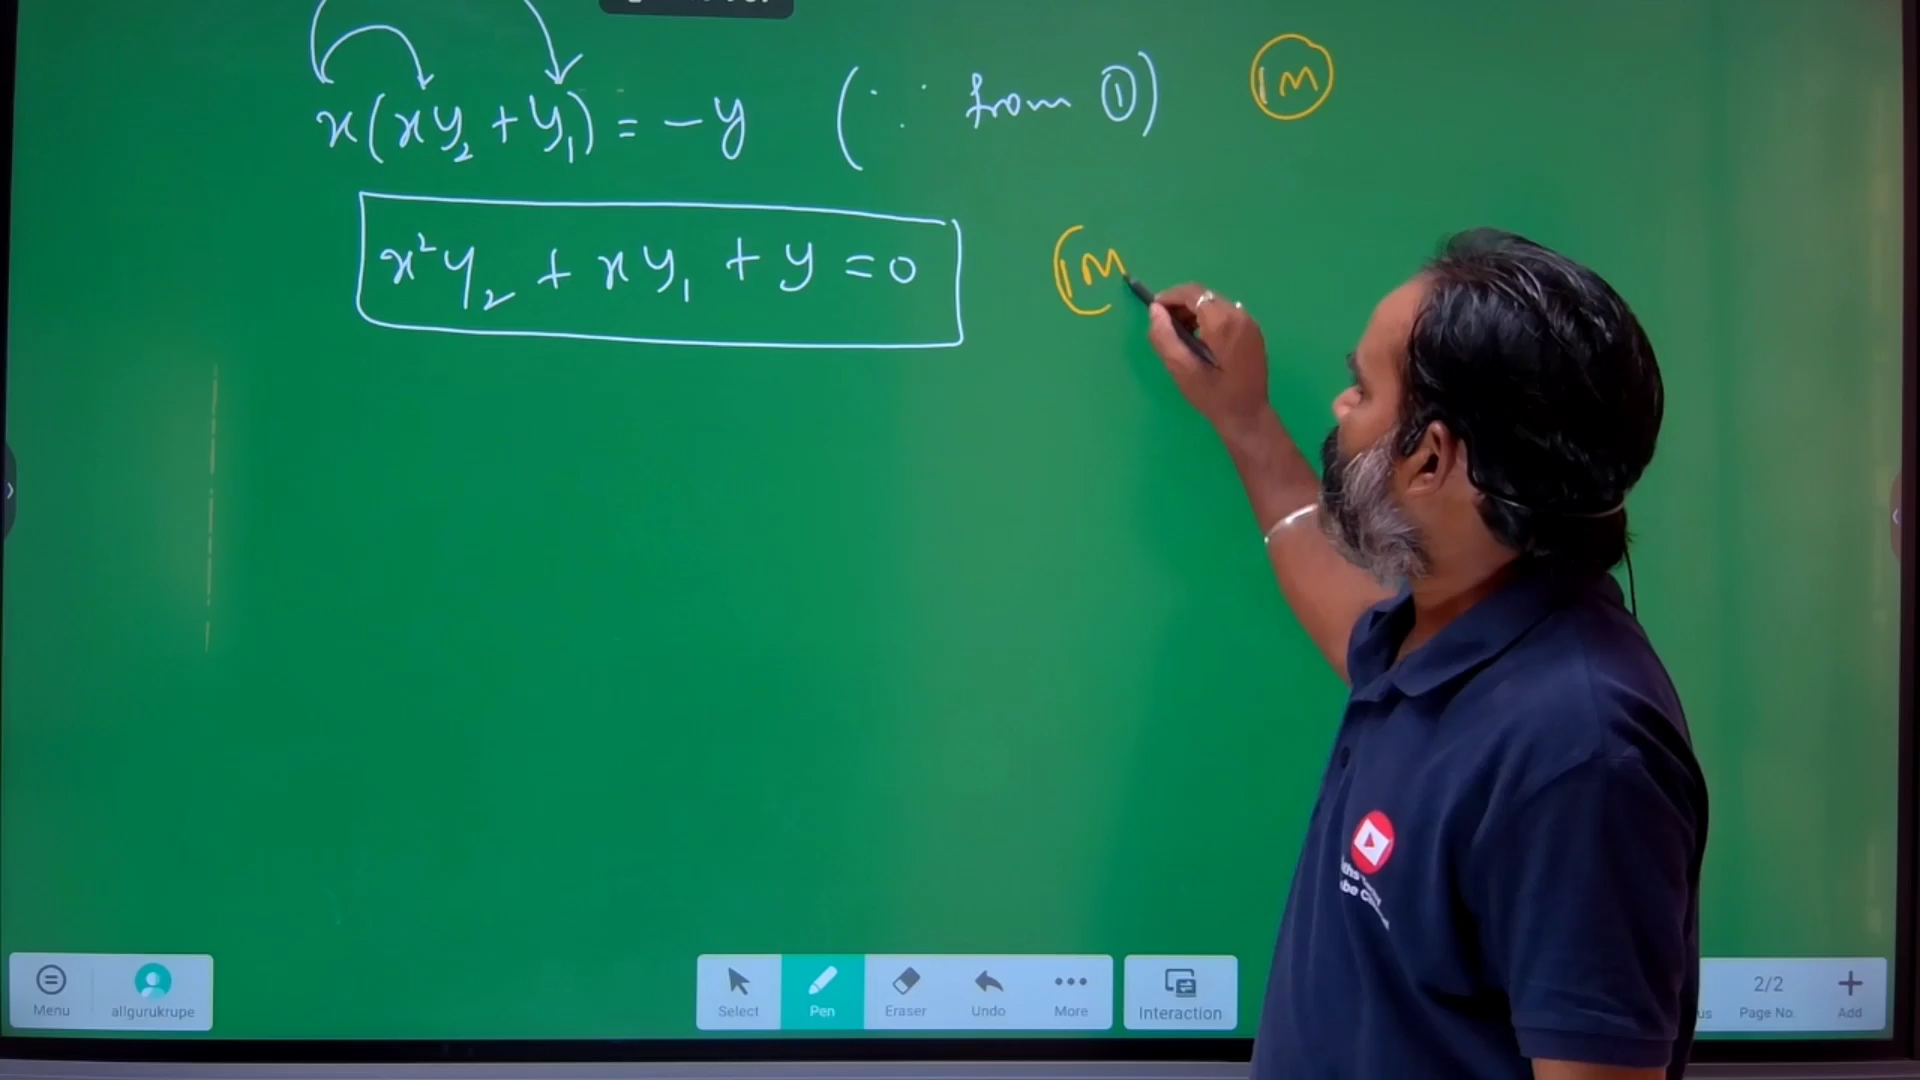 x(xy₂ + y₁) = -y (∵ from ①) 1M
x²y₂ + xy₁ + y = 0 1M
Menu allgurukrupe Select Pen Eraser Undo More Interaction us 2/2 Page No. Add